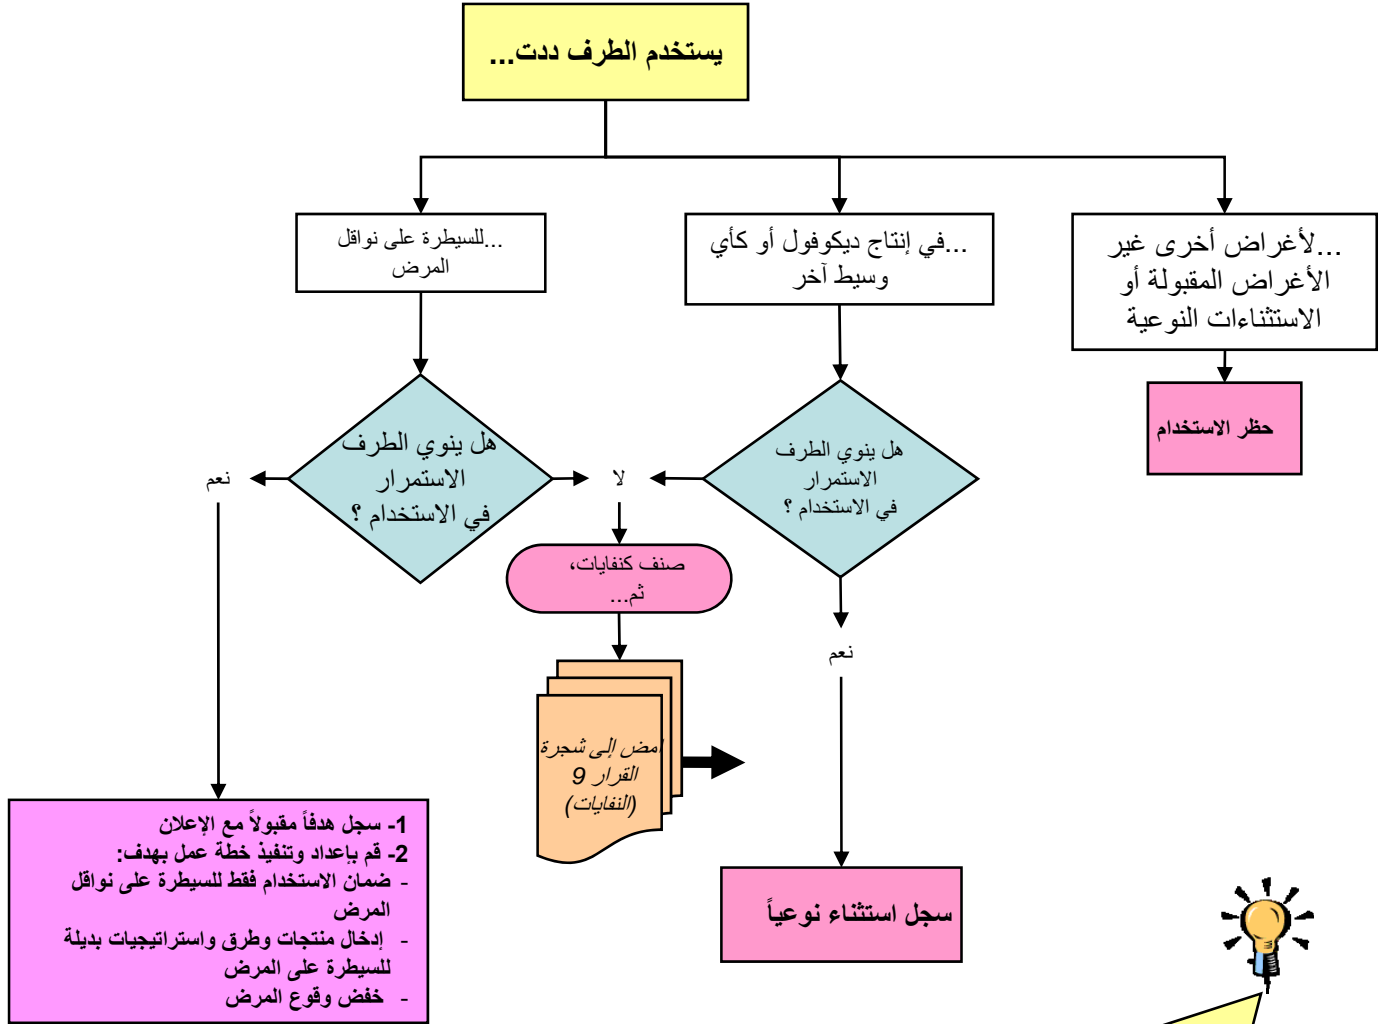 يستخدم الطرف ددت...
...للسيطرة على نواقل
المرض
...في إنتاج ديكوفول أو كأي
وسيط آخر
...لأغراض أخرى غير
الأغراض المقبولة أو
الاستثناءات النوعية
حظر الاستخدام
هل ينوي الطرف
الاستمرار
في الاستخدام ؟
هل ينوي الطرف
الاستمرار
في الاستخدام ؟
نعم
لا
صنف كنفايات،
ثم...
نعم
امض إلى شجرة
القرار 9
(النفايات)
1- سجل هدفاً مقبولاً مع الإعلان
2- قم بإعداد وتنفيذ خطة عمل بهدف:
- ضمان الاستخدام فقط للسيطرة على نواقل
المرض
- إدخال منتجات وطرق واستراتيجيات بديلة
للسيطرة على المرض
- خفض وقوع المرض
سجل استثناء نوعياً